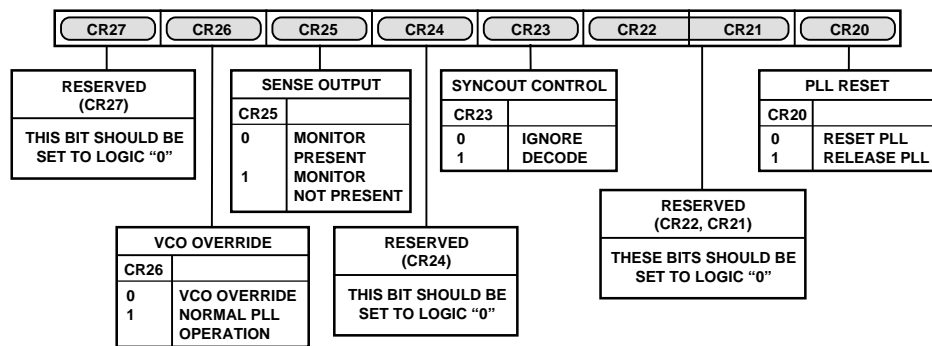 CR27 CR26 CR25 CR24 CR23 CR22 CR21 CR20
RESERVED
(CR27)
THIS BIT SHOULD BE
SET TO LOGIC “0”
SENSE OUTPUT
CR25
0 MONITOR
PRESENT
1 MONITOR
NOT PRESENT
SYNCOUT CONTROL
CR23
0 IGNORE
1 DECODE
PLL RESET
CR20
0 RESET PLL
1 RELEASE PLL
VCO OVERRIDE
CR26
0 VCO OVERRIDE
1 NORMAL PLL
OPERATION
RESERVED
(CR24)
THIS BIT SHOULD BE
SET TO LOGIC “0”
RESERVED
(CR22, CR21)
THESE BITS SHOULD BE
SET TO LOGIC “0”